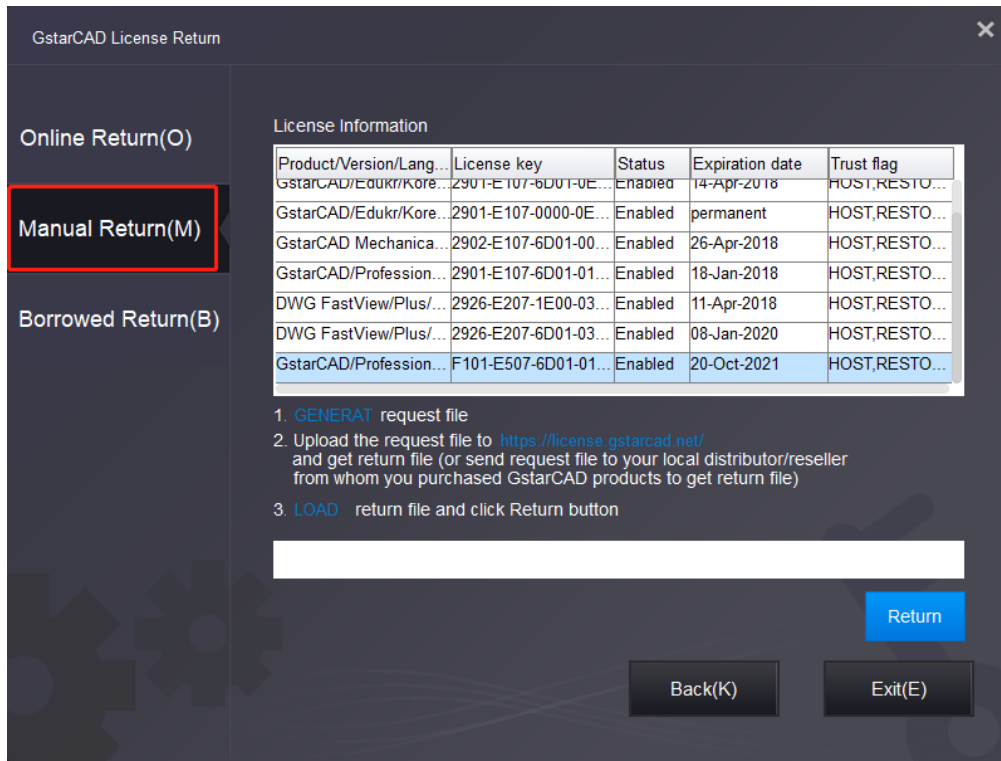 GstarCAD License Return
Online Return(O)
Manual Return(M)
Borrowed Return(B)
License Information
Product/Version/Lang... License key Status Expiration date Trust flag
GstarCAD/Edukr/Kore... 2901-E107-6D01-0E... Enabled 14-Apr-2018 HOST,RESTO...
GstarCAD/Edukr/Kore... 2901-E107-0000-0E... Enabled permanent HOST,RESTO...
GstarCAD Mechanica... 2902-E107-6D01-00... Enabled 26-Apr-2018 HOST,RESTO...
GstarCAD/Profession... 2901-E107-6D01-01... Enabled 18-Jan-2018 HOST,RESTO...
DWG FastView/Plus/... 2926-E207-1E00-03... Enabled 11-Apr-2018 HOST,RESTO...
DWG FastView/Plus/... 2926-E207-6D01-03... Enabled 08-Jan-2020 HOST,RESTO...
GstarCAD/Profession... F101-E507-6D01-01... Enabled 20-Oct-2021 HOST,RESTO...
1. GENERAT request file
2. Upload the request file to https://license.gstarcad.net/
and get return file (or send request file to your local distributor/reseller
from whom you purchased GstarCAD products to get return file)
3. LOAD return file and click Return button
Return
Back(K) Exit(E)